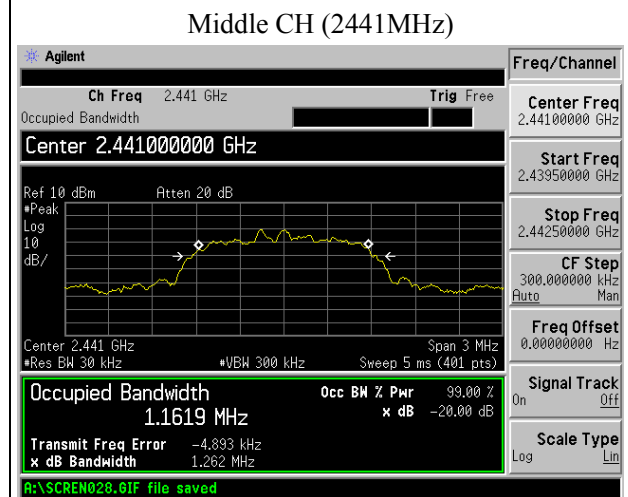 Middle CH (2441MHz)
Agilent
Freq/Channel
Ch Freq 2.441 GHz Trig Free
Occupied Bandwidth
Center 2.441000000 GHz
Ref 10 dBm Atten 20 dB
#Peak
Log
10
dB/
Center 2.441 GHz Span 3 MHz
#Res BW 30 kHz #VBW 300 kHz Sweep 5 ms (401 pts)
Occupied Bandwidth Occ BW % Pwr 99.00 %
1.1619 MHz x dB -20.00 dB
Transmit Freq Error -4.893 kHz
x dB Bandwidth 1.262 MHz
A:\SCREN028.GIF file saved
Center Freq
2.44100000 GHz
Start Freq
2.43950000 GHz
Stop Freq
2.44250000 GHz
CF Step
300.000000 kHz
Auto Man
Freq Offset
0.00000000 Hz
Signal Track
On Off
Scale Type
Log Lin